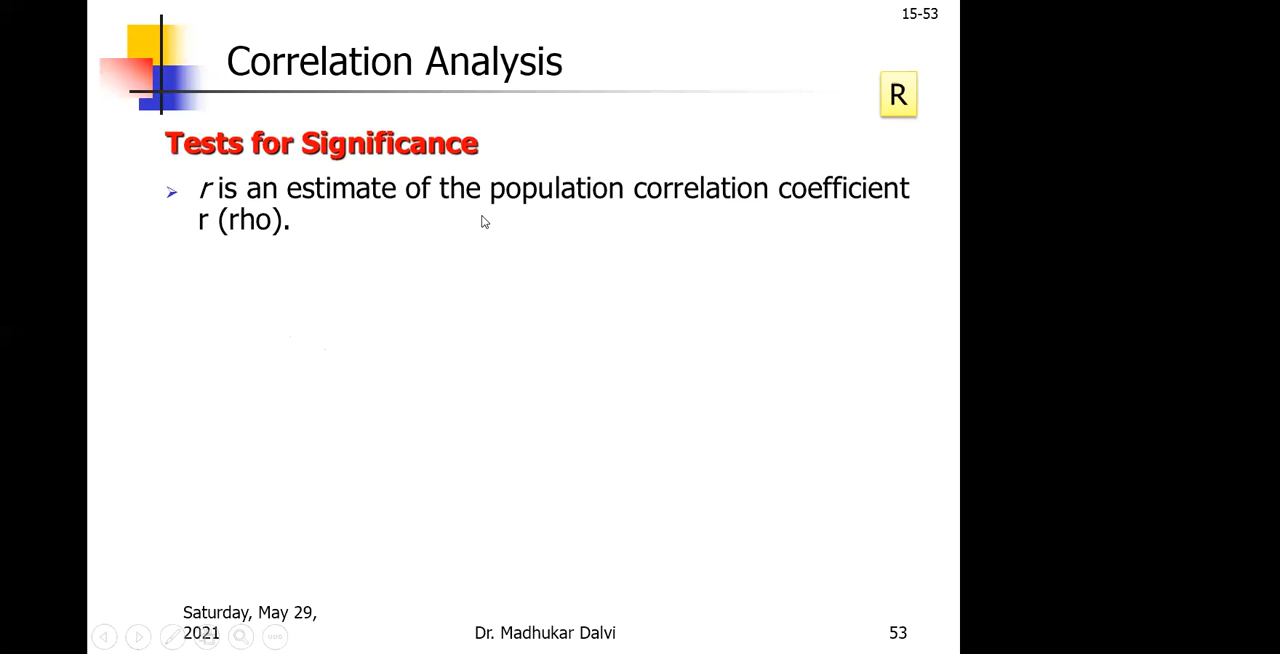 15-53
Correlation Analysis
R
Tests for Significance
r is an estimate of the population correlation coefficient
r (rho).
Saturday, May 29,
2021
Dr. Madhukar Dalvi
53